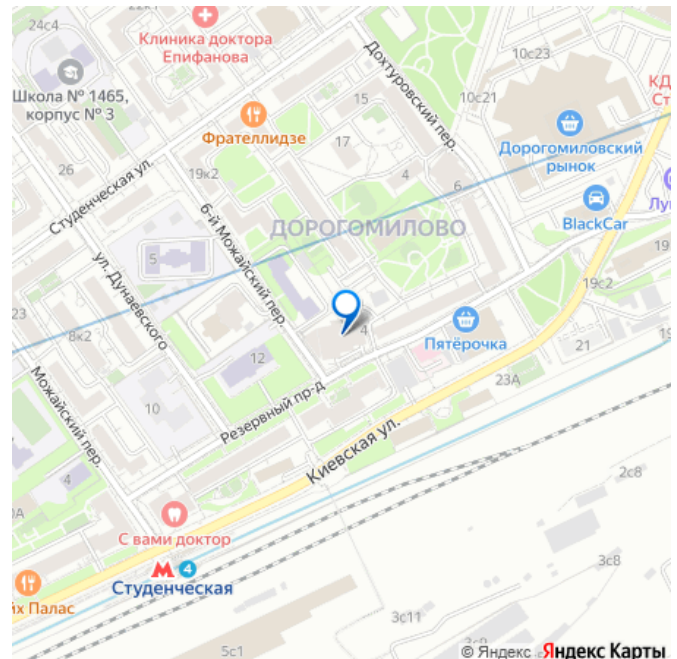 24с4
22к1
Клиника доктора
Епифанова
Дохтуровский пер.
10с23
КД
Ст
Школа № 1465,
корпус № 3
15
10с21
Фрателлидзе
17
Дорогомиловский
рынок
26
19к2
4
6
Студенческая ул.
6-й Можайский пер.
ДОРОГОМИЛОВО
BlackCar
Лу
5
ул. Дунаевского
19
19с2
23
8к2
4
Пятёрочка
21
12
Можайский пер.
Резервный пр-д
23А
10
Киевская ул.
4
0А
2с8
С вами доктор
М 4
Студенческая
3с8
йх Палас
3с11
5с1
© Яндекс Яндекс Карты